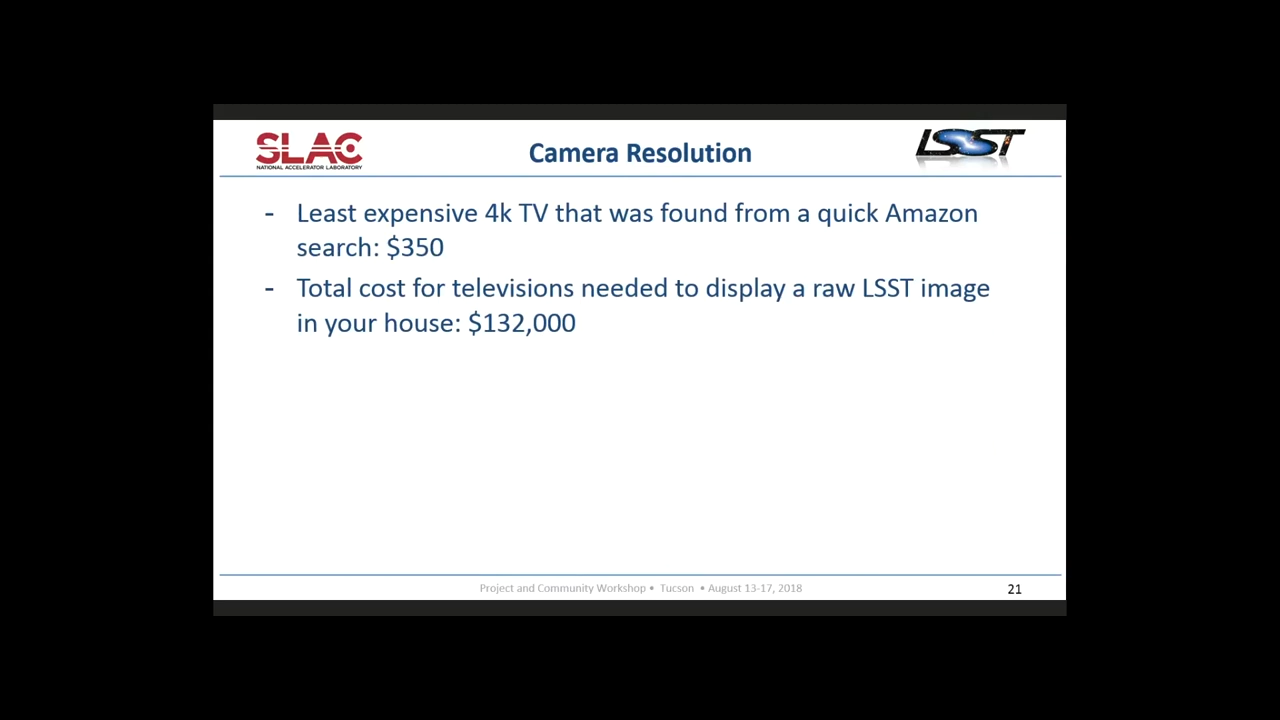 SLAC
NATIONAL ACCELERATOR LABORATORY
Camera Resolution
LSST
- Least expensive 4k TV that was found from a quick Amazon
search: $350
- Total cost for televisions needed to display a raw LSST image
in your house: $132,000
Project and Community Workshop • Tucson • August 13-17, 2018
21